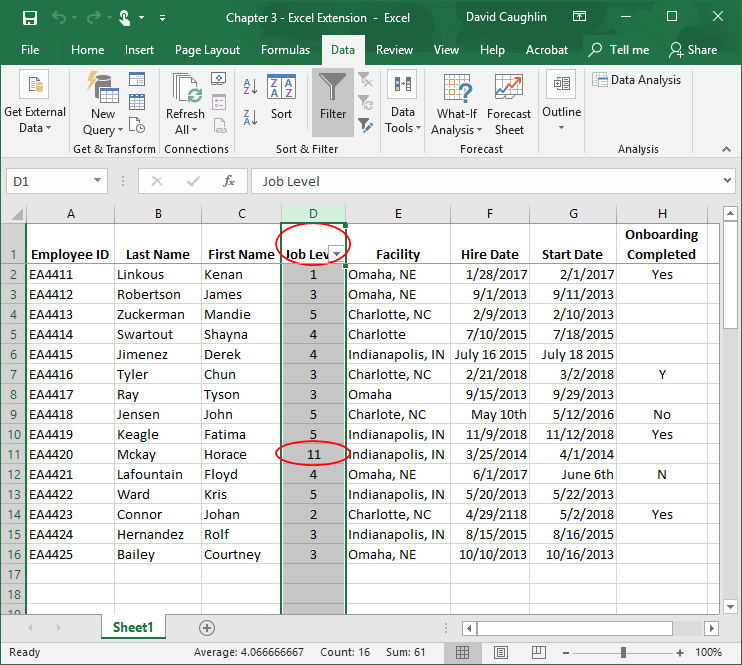 Chapter 3 - Excel Extension - Excel David Caughlin
File Home Insert Page Layout Formulas Data Review View Help Acrobat Tell me Share
Get External Data
New Query
Get & Transform
Refresh All
Connections
Sort
Filter
Sort & Filter
Data Tools
What-If Analysis
Forecast Sheet
Forecast
Outline
Data Analysis
Analysis
D1 fx Job Level
A B C D E F G H
1 Employee ID Last Name First Name Job Lev Facility Hire Date Start Date Onboarding Completed
2 EA4411 Linkous Kenan 1 Omaha, NE 1/28/2017 2/1/2017 Yes
3 EA4412 Robertson James 3 Omaha, NE 9/1/2013 9/11/2013
4 EA4413 Zuckerman Mandie 5 Charlotte, NC 2/9/2013 2/10/2013
5 EA4414 Swartout Shayna 4 Charlotte 7/10/2015 7/18/2015
6 EA4415 Jimenez Derek 4 Indianapolis, IN July 16 2015 July 18 2015
7 EA4416 Tyler Chun 3 Charlotte, NC 2/21/2018 3/2/2018 Y
8 EA4417 Ray Tyson 3 Omaha 9/15/2013 9/29/2013
9 EA4418 Jensen John 5 Charlote, NC May 10th 5/12/2016 No
10 EA4419 Keagle Fatima 5 Indianapolis, IN 11/9/2018 11/12/2018 Yes
11 EA4420 Mckay Horace 11 Indianapolis, IN 3/25/2014 4/1/2014
12 EA4421 Lafountain Floyd 4 Omaha, NE 6/1/2017 June 6th N
13 EA4422 Ward Kris 5 Indianapolis, IN 5/20/2013 5/22/2013
14 EA4423 Connor Johan 2 Charlotte, NC 4/29/2118 5/2/2018 Yes
15 EA4424 Hernandez Rolf 3 Indianapolis, IN 8/15/2015 8/16/2015
16 EA4425 Bailey Courtney 3 Omaha, NE 10/10/2013 10/16/2013
17
18
Sheet1
Ready Average: 4.066666667 Count: 16 Sum: 61 100%